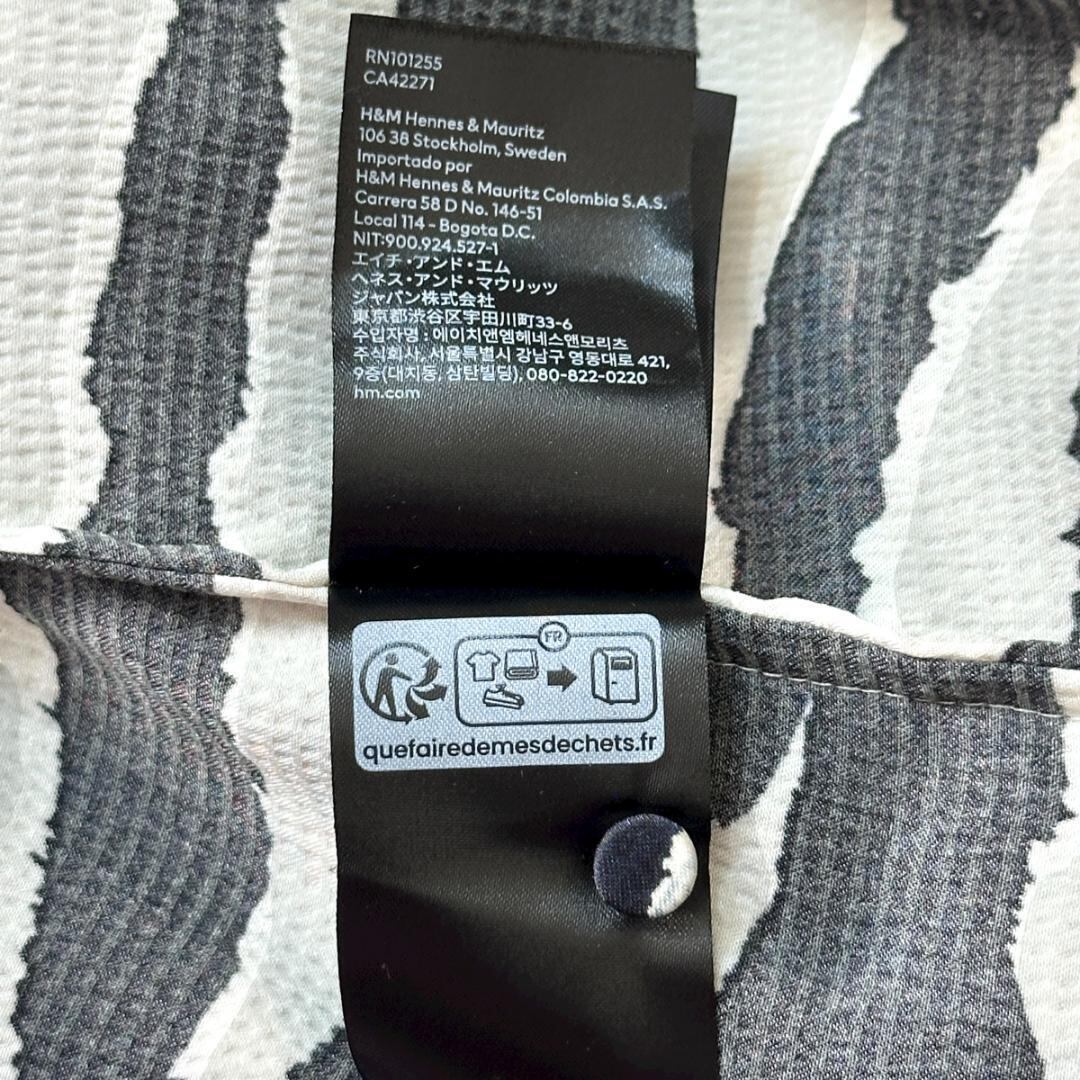 RN101255
CA42271
H&M Hennes & Mauritz
106 38 Stockholm, Sweden
Importado por
H&M Hennes & Mauritz Colombia S.A.S.
Carrera 58 D No. 146-51
Local 114 - Bogota D.C.
NIT:900.924.527-1
エイチ・アンド・エム
ヘネス・アンド・マウリッツ
ジャパン株式会社
東京都渋谷区宇田川町33-6
수입자명 : 에이치앤엠헤네스앤모리츠
주식회사, 서울특별시 강남구 영동대로 421,
9층(대치동, 삼탄빌딩), 080-822-0220
hm.com
FR
quefairedemesdechets.fr